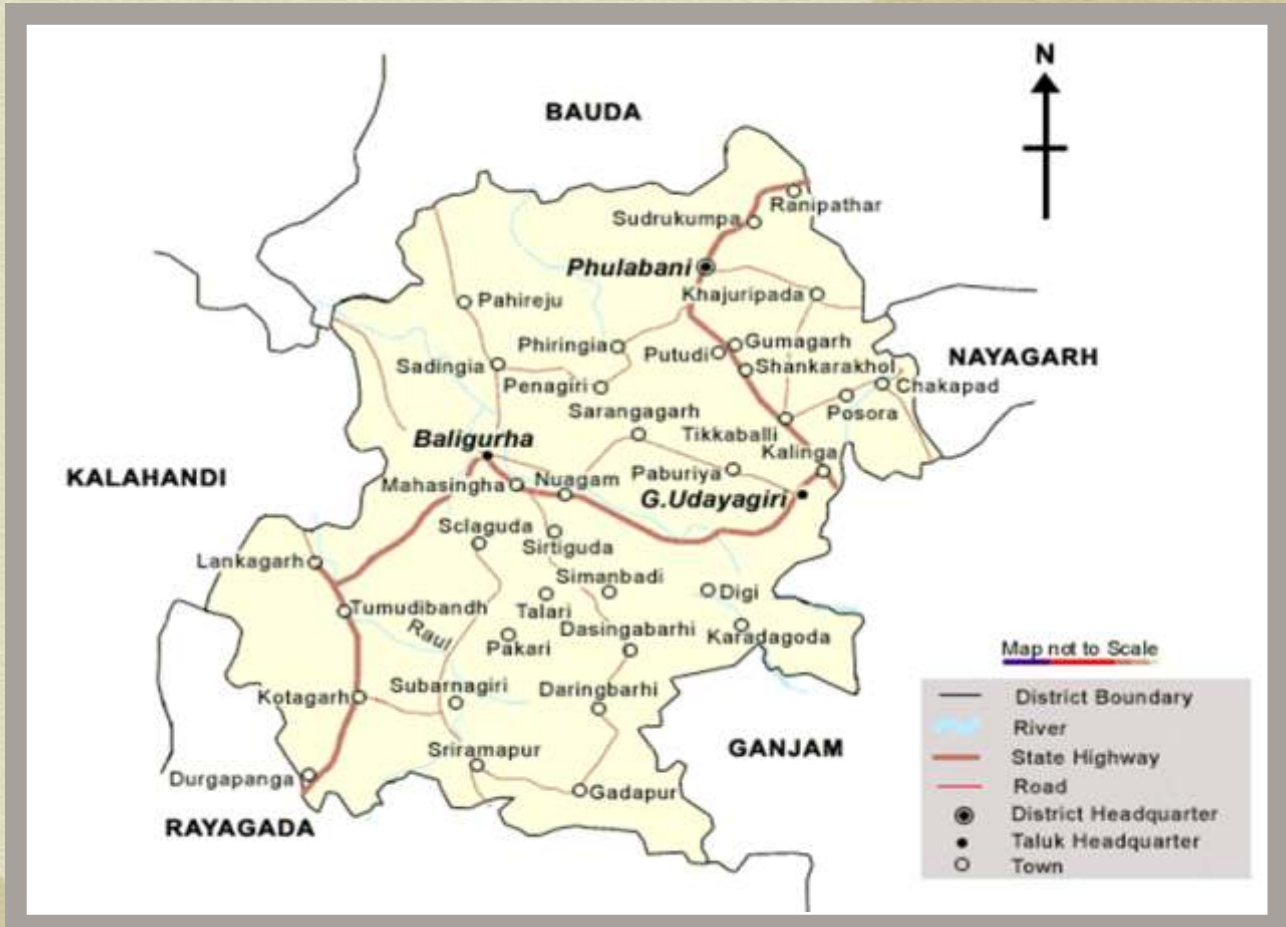 N
BAUDA
Ranipathar
Sudrukumpa
Phulabani
Khajuripada
Pahireju
Phiringia
Gumagarh
Putudi
NAYAGARH
Sadingia
Shankarakhol
Penagiri
Chakapad
Posora
Sarangagarh
Tikkaballi
Baligurha
Kalinga
KALAHANDI
Paburiya
Mahasingha
Nuagam
G.Udayagiri
Sclaguda
Sirtiguda
Lankagarh
Simanbadi
Digi
Tumudibandh
Talari
Raul
Dasingabarhi
Karadagoda
Pakari
Subarnagiri
Daringbarhi
Kotagarh
GANJAM
Sriramapur
Durgapanga
Gadapur
RAYAGADA
Map not to Scale
District Boundary
River
State Highway
Road
District Headquarter
Taluk Headquarter
Town